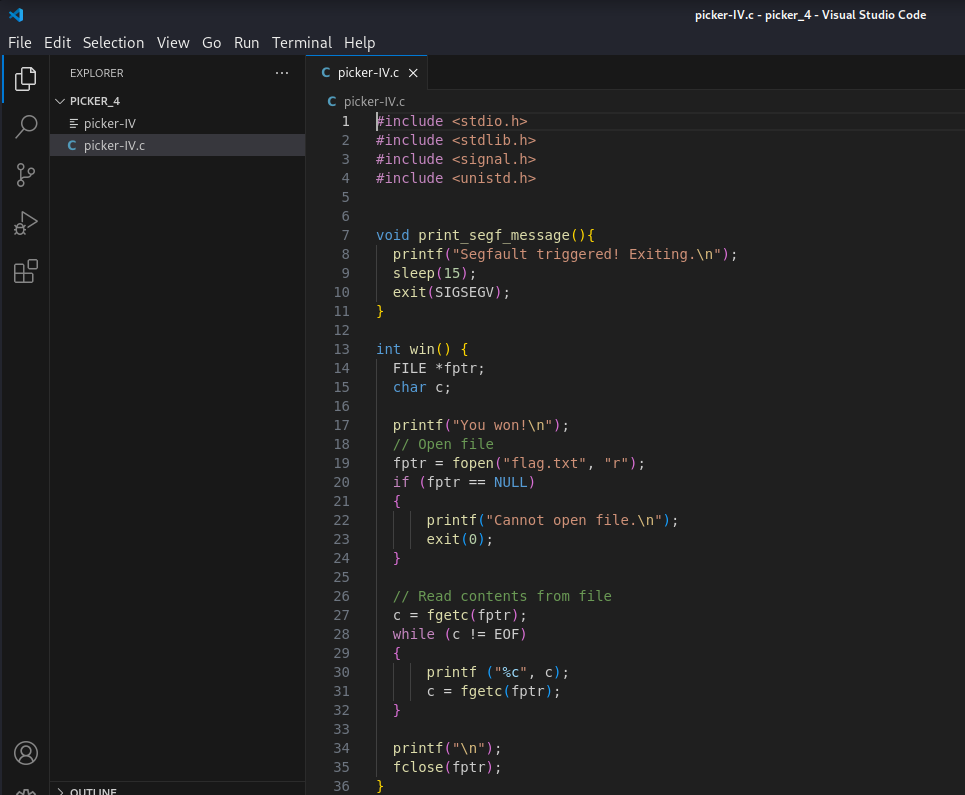 picker-IV.c - picker_4 - Visual Studio Code
File Edit Selection View Go Run Terminal Help
EXPLORER ···
PICKER_4
picker-IV
C picker-IV.c
C picker-IV.c ×
C picker-IV.c
1 #include <stdio.h>
2 #include <stdlib.h>
3 #include <signal.h>
4 #include <unistd.h>
5
6
7 void print_segf_message(){
8   printf("Segfault triggered! Exiting.\n");
9   sleep(15);
10   exit(SIGSEGV);
11 }
12
13 int win() {
14   FILE *fptr;
15   char c;
16
17   printf("You won!\n");
18   // Open file
19   fptr = fopen("flag.txt", "r");
20   if (fptr == NULL)
21   {
22       printf("Cannot open file.\n");
23       exit(0);
24   }
25
26   // Read contents from file
27   c = fgetc(fptr);
28   while (c != EOF)
29   {
30       printf ("%c", c);
31       c = fgetc(fptr);
32   }
33
34   printf("\n");
35   fclose(fptr);
36 }
OUTLINE